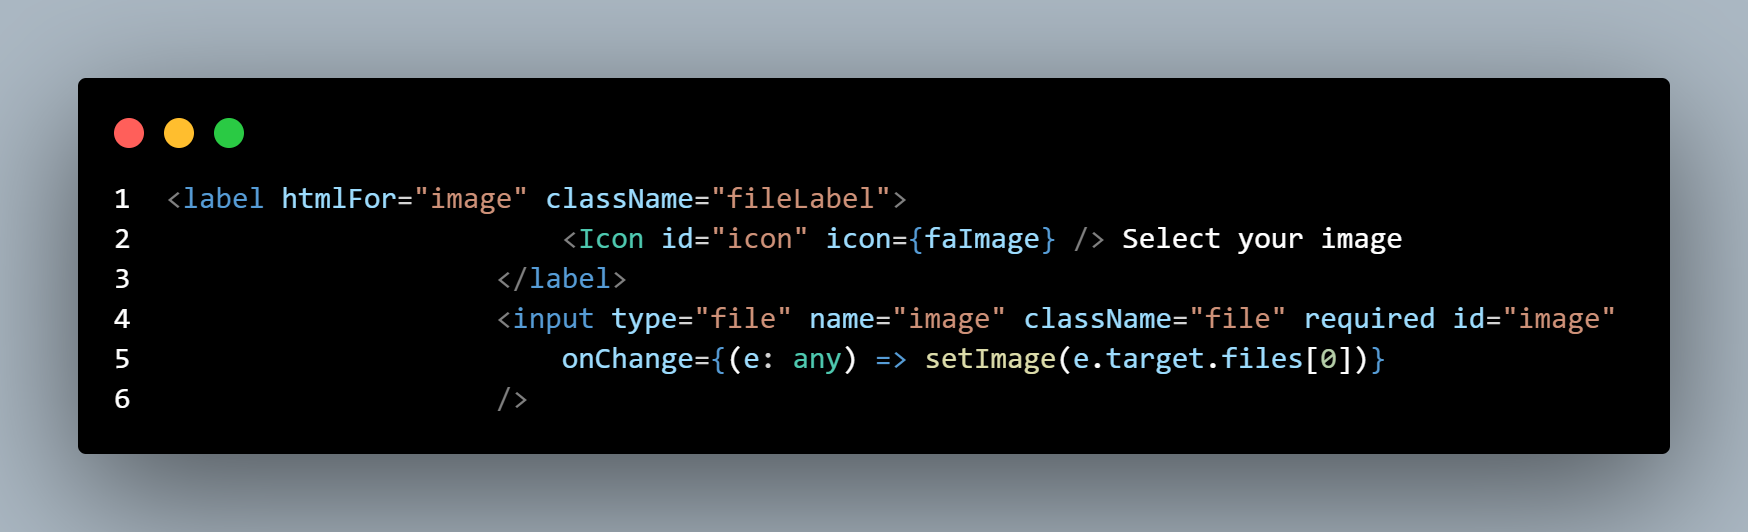 1 <label htmlFor="image" className="fileLabel">
2 <Icon id="icon" icon={faImage} /> Select your image
3 </label>
4 <input type="file" name="image" className="file" required id="image"
5 onChange={(e: any) => setImage(e.target.files[0])}
6 />